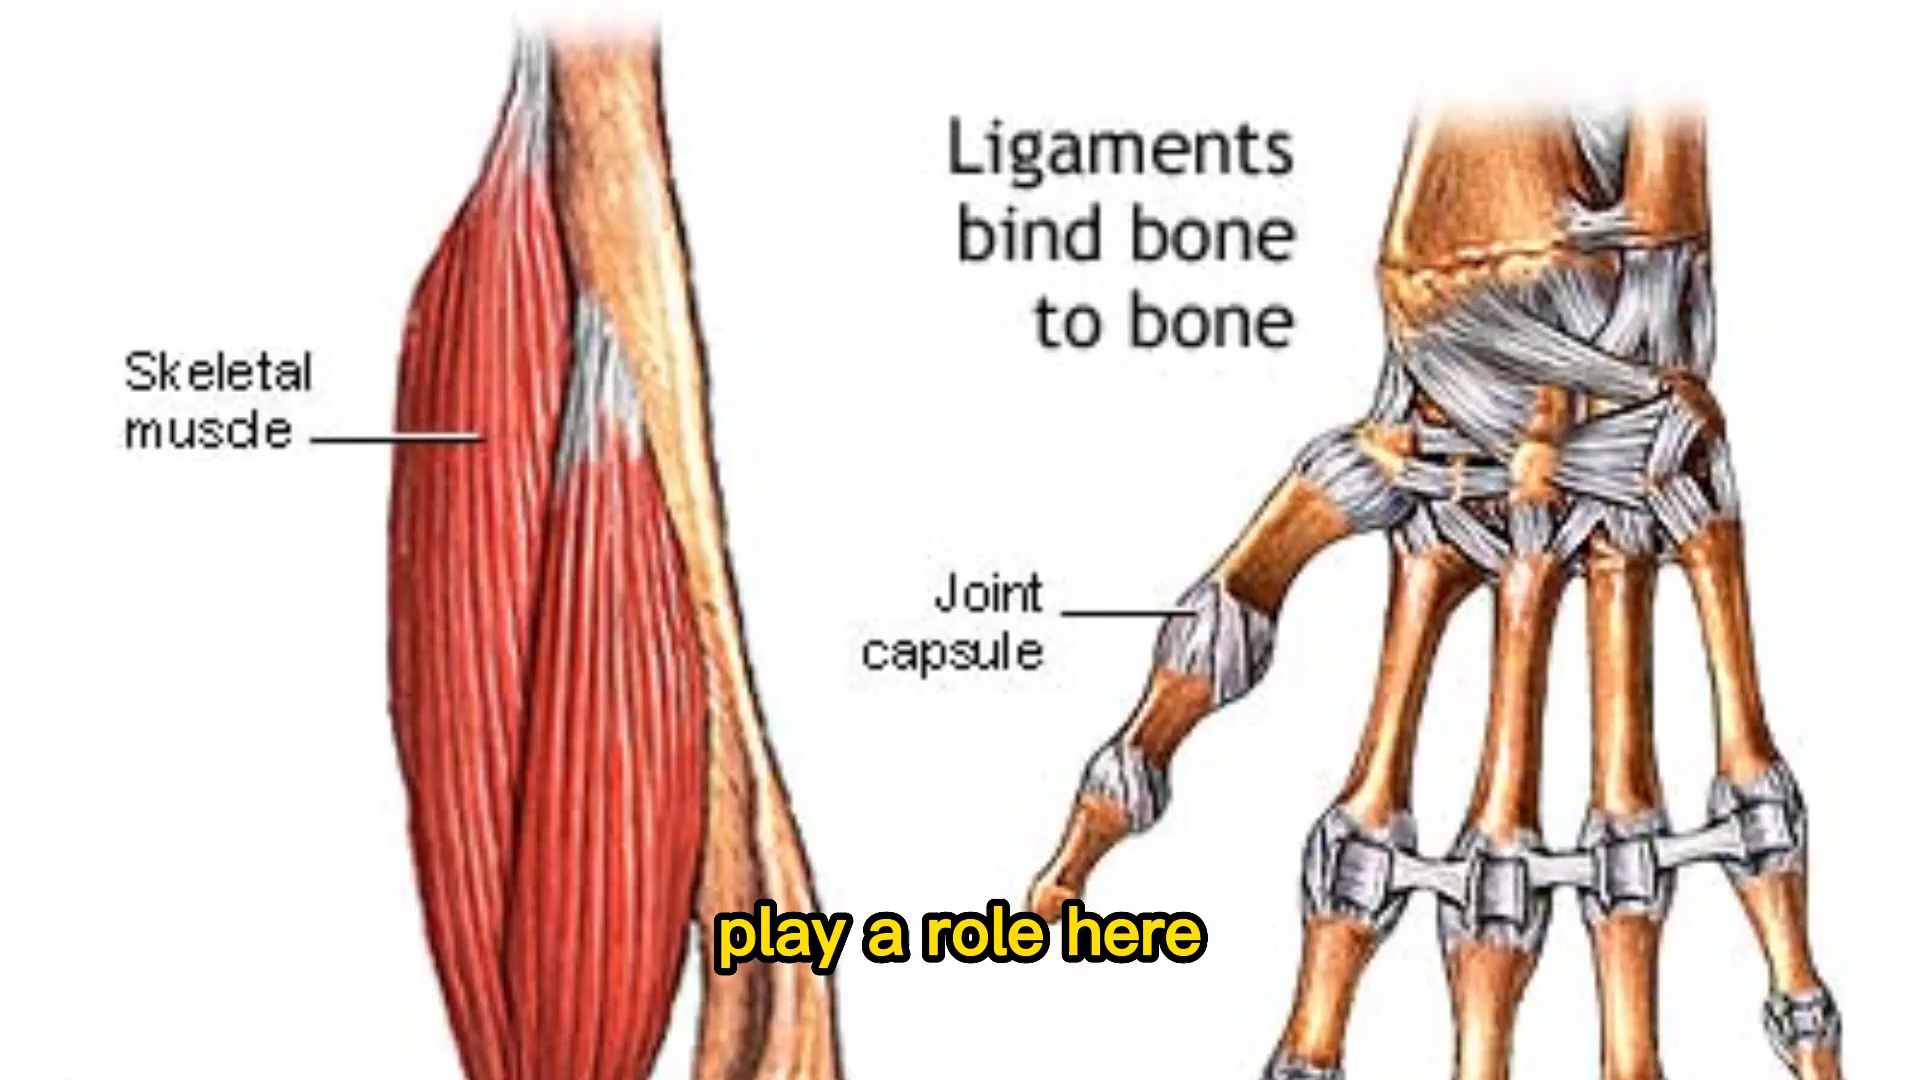 Skeletal
muscle
Ligaments
bind bone
to bone
Joint
capsule
play a role here